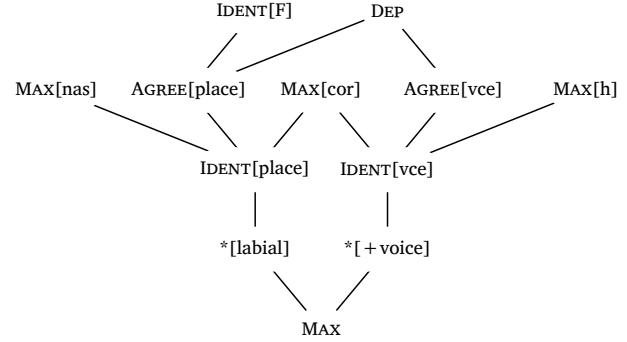 IDENT[F] DEP
MAX[nas] AGREE[place] MAX[cor] AGREE[vce] MAX[h]
IDENT[place] IDENT[vce]
*[labial] *[+voice]
MAX